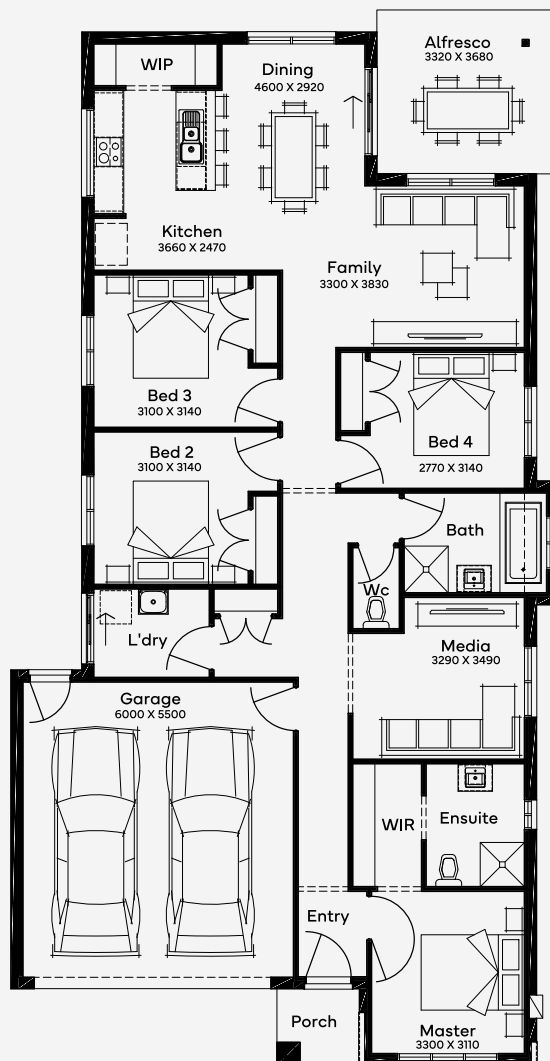 Alfresco
3320 X 3680
WIP
Dining
4600 X 2920
Kitchen
3660 X 2470
Family
3300 X 3830
Bed 3
3100 X 3140
Bed 4
2770 X 3140
Bed 2
3100 X 3140
Bath
Wc
L'dry
Media
3290 X 3490
Garage
6000 X 5500
WIR
Ensuite
Entry
Porch
Master
3300 X 3110